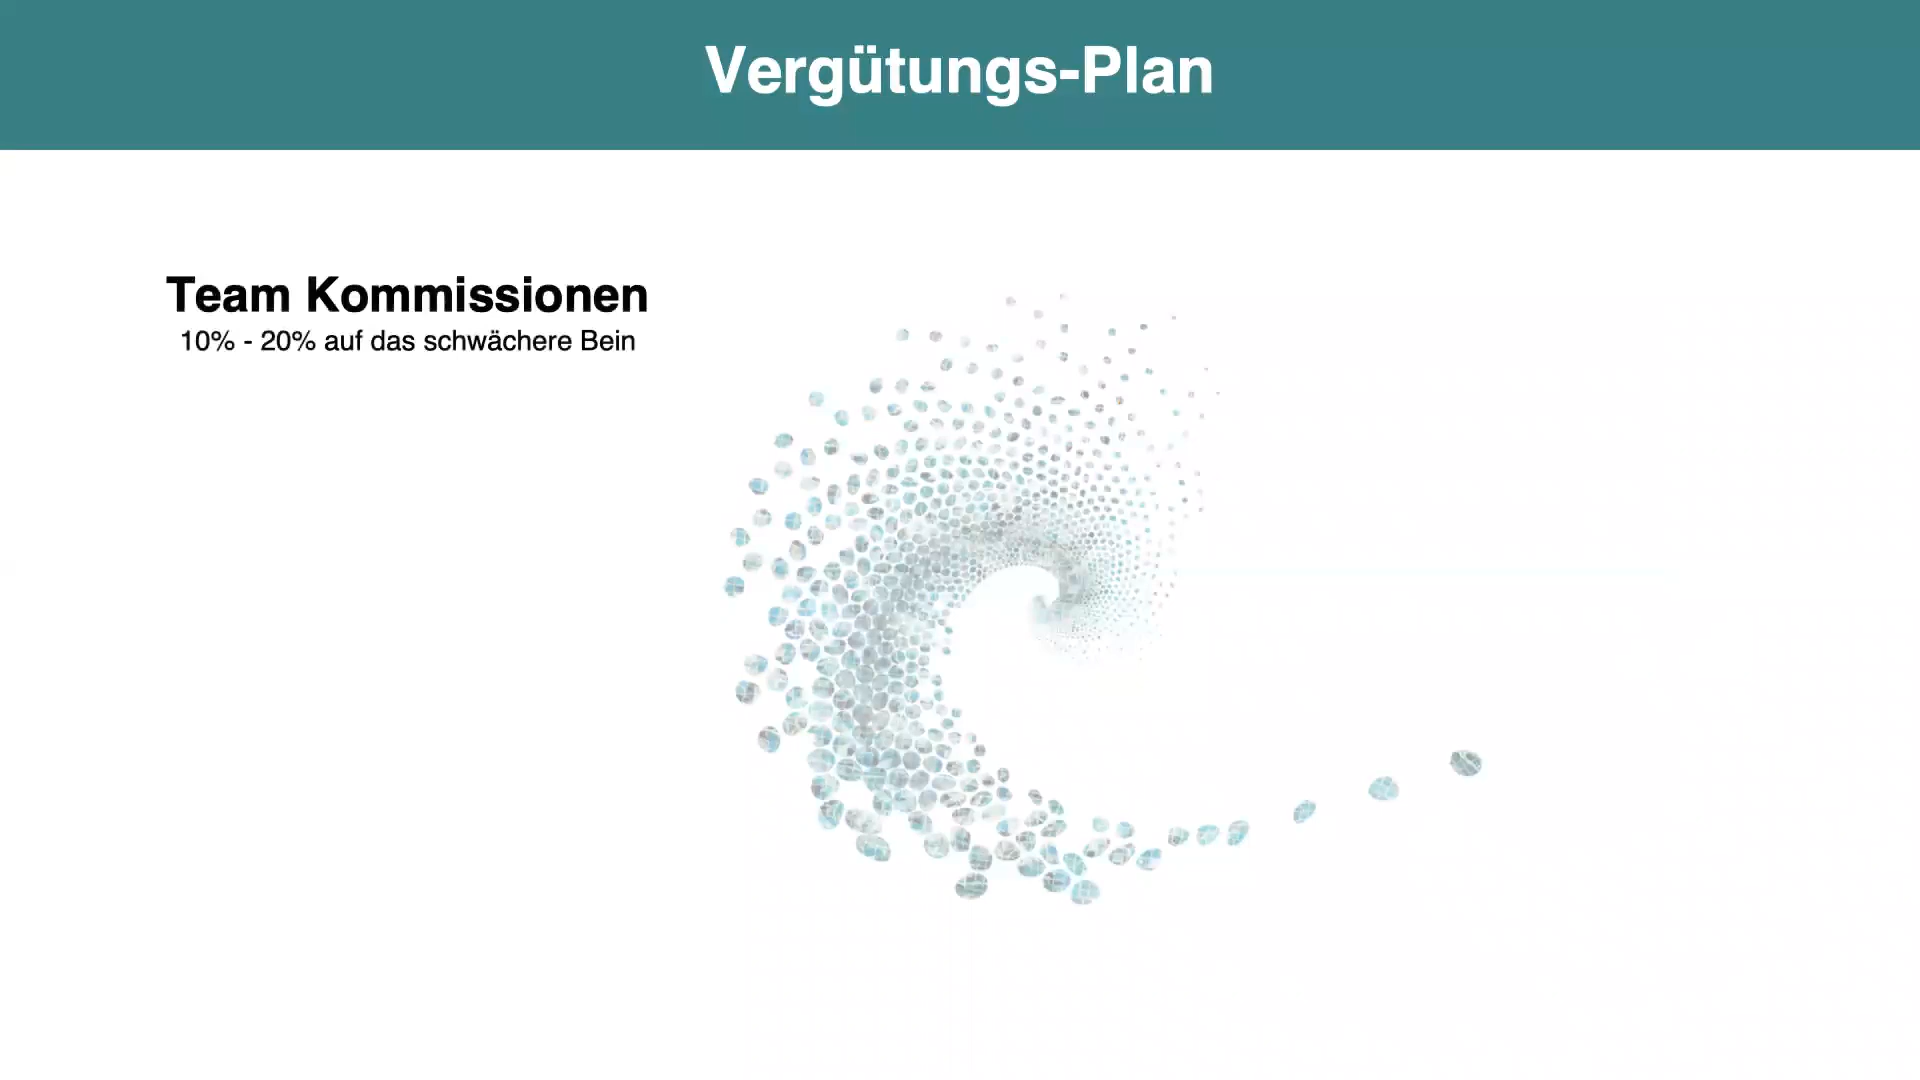 Vergütungs-Plan
Team Kommissionen
10% - 20% auf das schwächere Bein